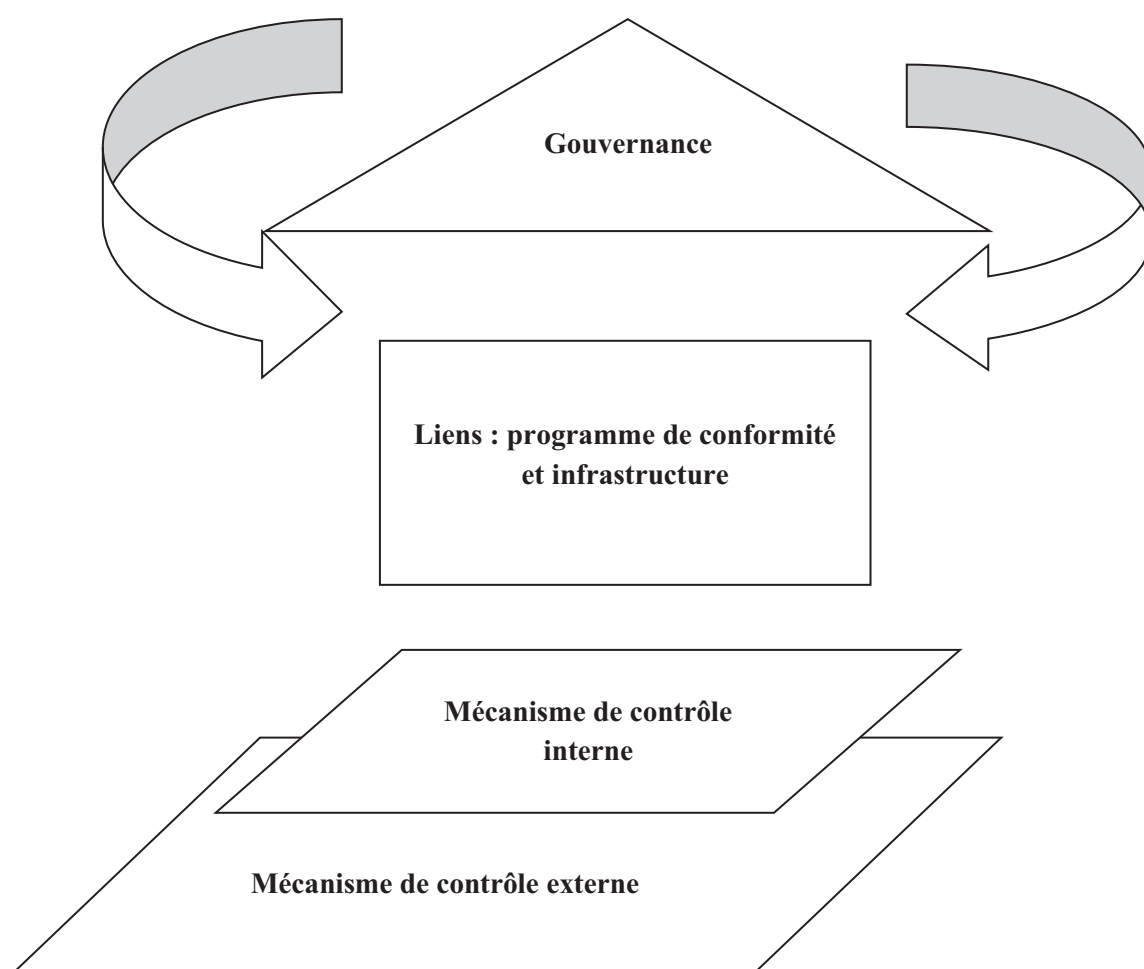 Gouvernance
Liens : programme de conformité
et infrastructure
Mécanisme de contrôle
interne
Mécanisme de contrôle externe